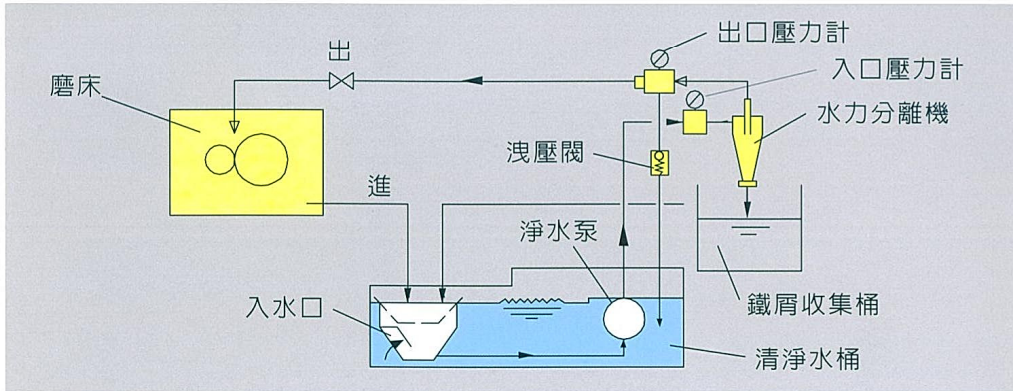 出口壓力計
出
入口壓力計
磨床
水力分離機
洩壓閥
進
淨水泵
入水口
鐵屑收集桶
清淨水桶